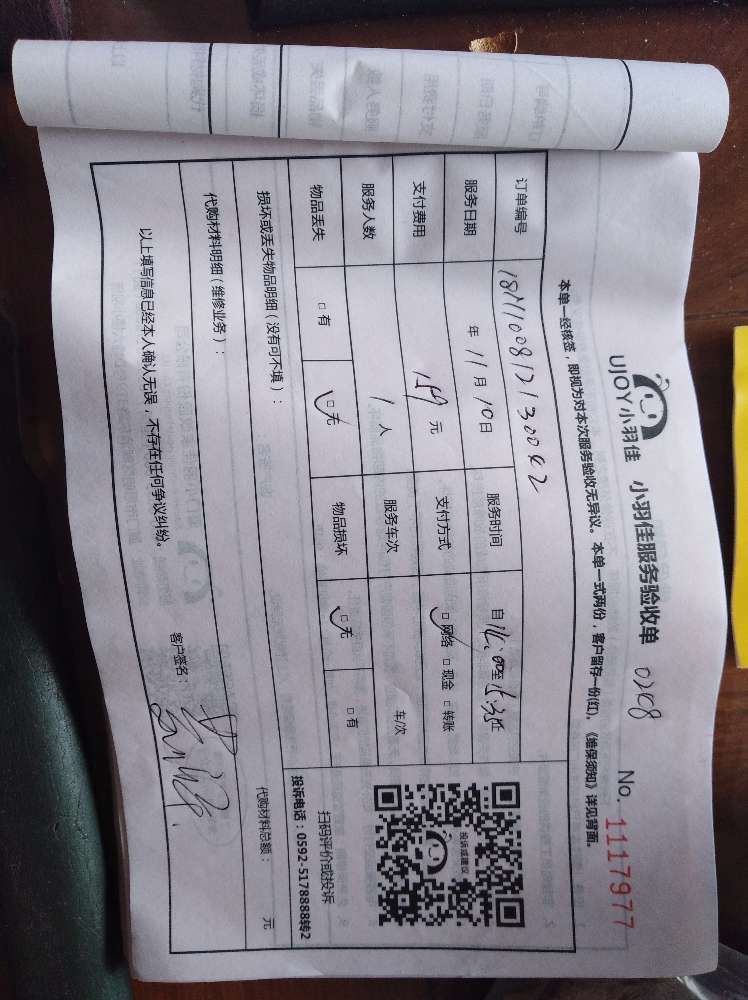 UJOY小羽佳 小羽佳服务验收单 0268 No. 1117977
本单一经核签，即视为对本次服务验收无异议。本单一式两份，客户留存一份(红)，《维保须知》详见背面。
订单编号
服务日期 年 11 月 10 日 服务时间
支付费用 元 支付方式 □网络 □现金 □转账
服务人数 1 人 服务车次 车/次
物品丢失 □有 □无 物品损坏 □无 □有
投诉或建议
扫码评价或投诉
投诉电话：0592-5178888转2
损坏或丢失物品明细（没有可不填）：
代购材料明细（维修业务）： 代购材料总额： 元
以上填写信息已经本人确认无误，不存在任何争议纠纷。 客户签名：